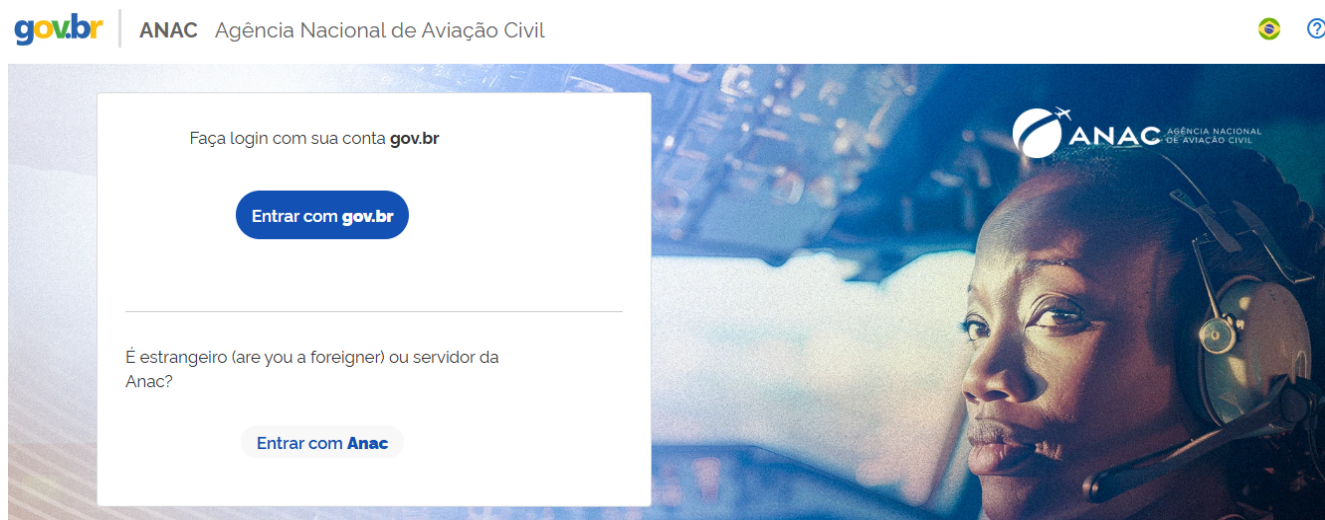 gov.br ANAC Agência Nacional de Aviação Civil
Faça login com sua conta gov.br
Entrar com gov.br
É estrangeiro (are you a foreigner) ou servidor da
Anac?
Entrar com Anac
ANAC AGÊNCIA NACIONAL
DE AVIAÇÃO CIVIL